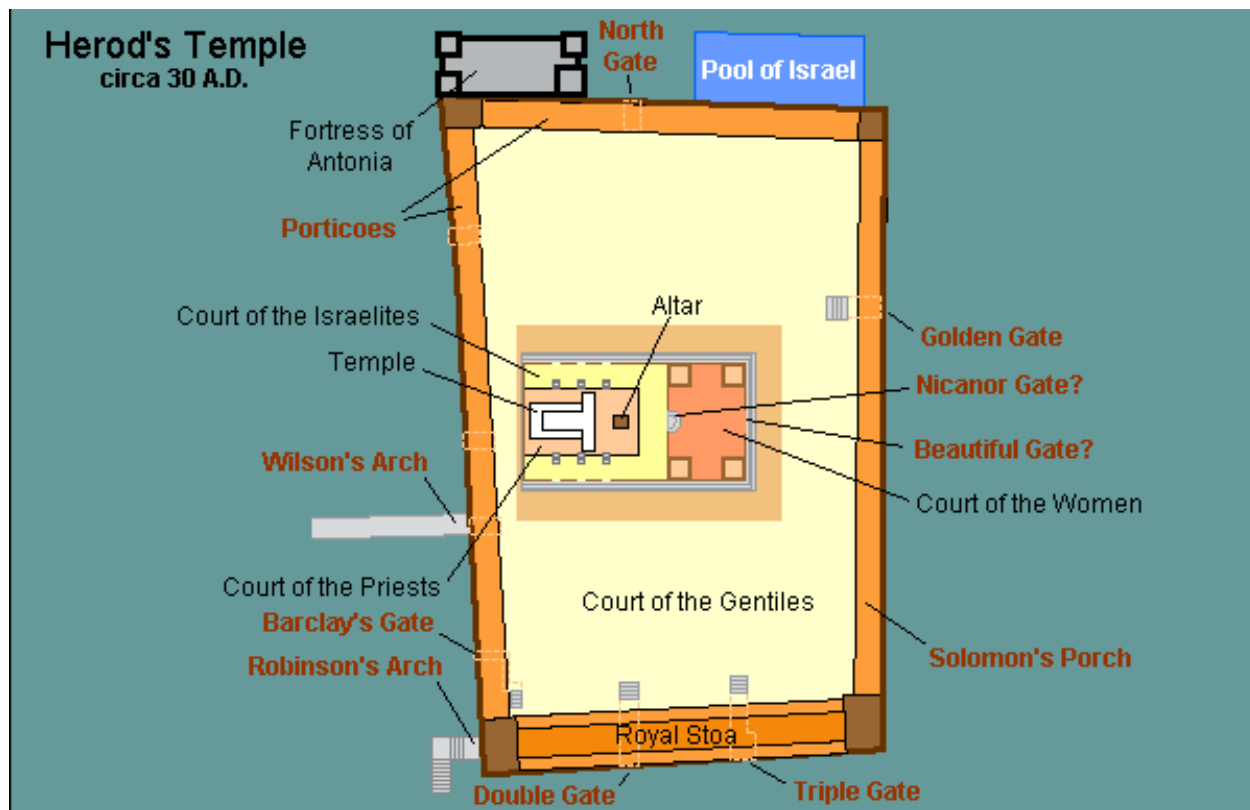 Herod's Temple
circa 30 A.D.
North
Gate
Pool of Israel
Fortress of
Antonia
Porticoes
Court of the Israelites
Altar
Temple
Golden Gate
Nicanor Gate?
Beautiful Gate?
Wilson's Arch
Court of the Women
Court of the Priests
Court of the Gentiles
Barclay's Gate
Robinson's Arch
Solomon's Porch
Royal Stoa
Double Gate
Triple Gate